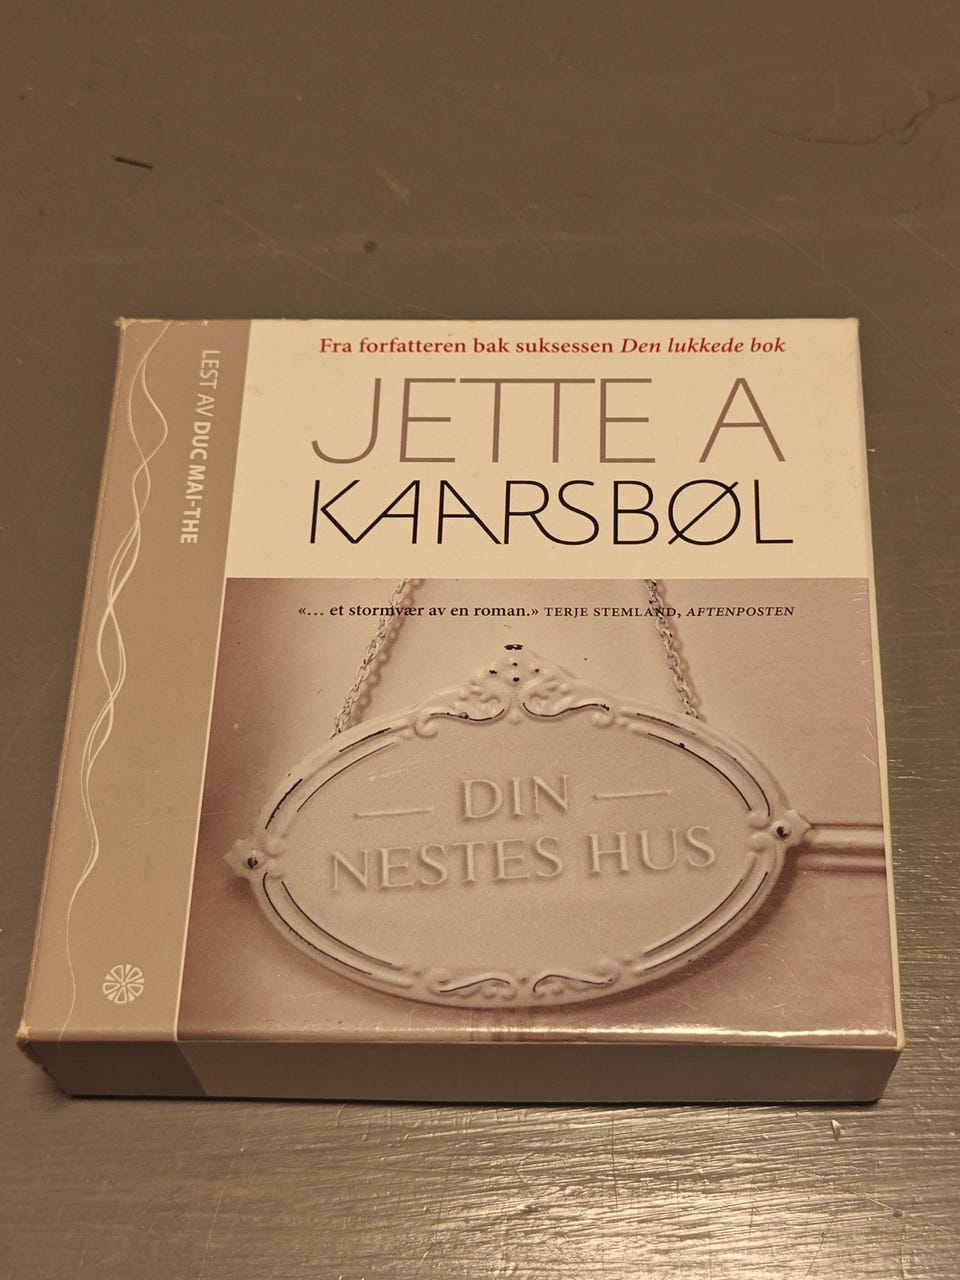 LEST AV DUC MAI-THE
Fra forfatteren bak suksessen Den lukkede bok
JETTE A
KAARSBØL
«... et stormvær av en roman.» TERJE STEMLAND, AFTENPOSTEN
DIN
NESTES HUS